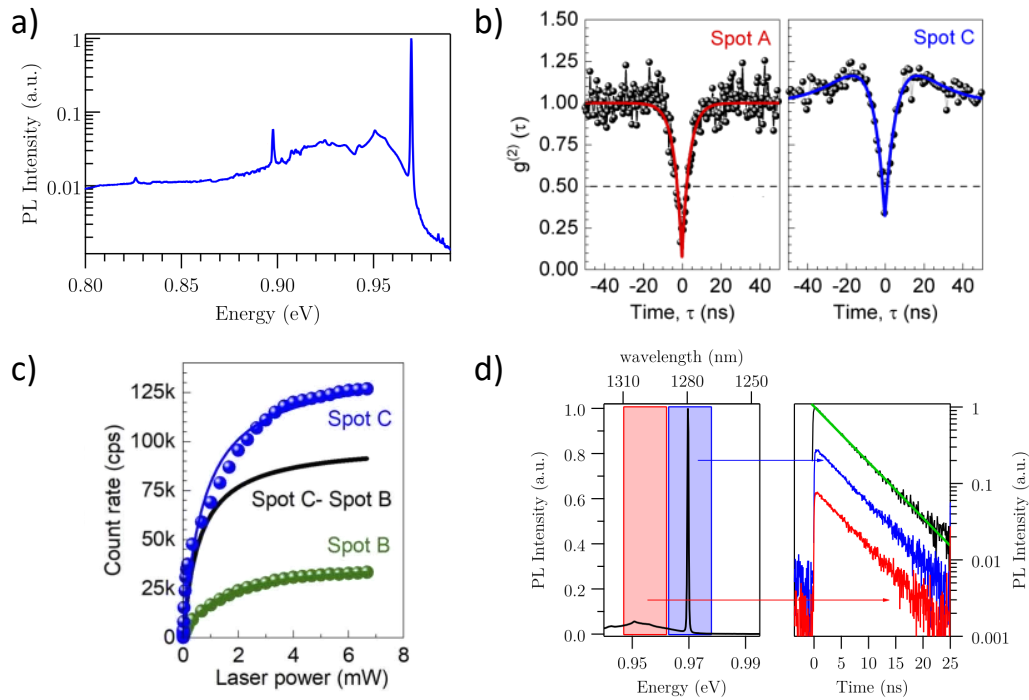 a)
PL Intensity (a.u.)
1
0.1
0.01
0.80 0.85 0.90 0.95
Energy (eV)
b)
g(2) (τ)
1.50
1.25
1.00
0.75
0.50
0.25
0.00
Spot A
Spot C
-40 -20 0 20 40
-40 -20 0 20 40
Time, τ (ns)
Time, τ (ns)
c)
Count rate (cps)
125k
100k
75k
50k
25k
0
Spot C
Spot C- Spot B
Spot B
0 2 4 6 8
Laser power (mW)
d)
wavelength (nm)
1310 1280 1250
PL Intensity (a.u.)
1.0
0.8
0.6
0.4
0.2
0.0
0.95 0.97 0.99
Energy (eV)
PL Intensity (a.u.)
1
0.1
0.01
0.001
PL Intensity (a.u.)
0 5 10 15 20 25
Time (ns)